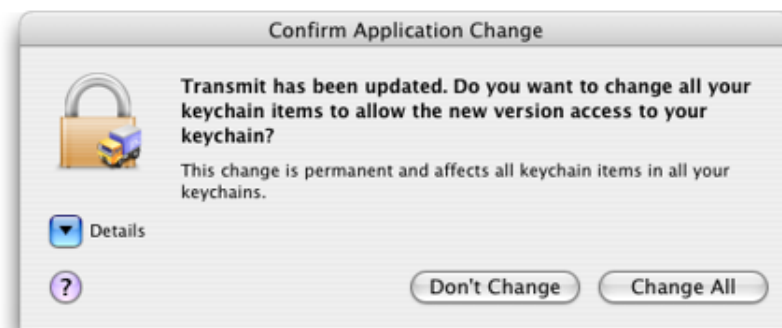 Confirm Application Change
Transmit has been updated. Do you want to change all your
keychain items to allow the new version access to your
keychain?
This change is permanent and affects all keychain items in all your
keychains.
Details
?
Don't Change
Change All